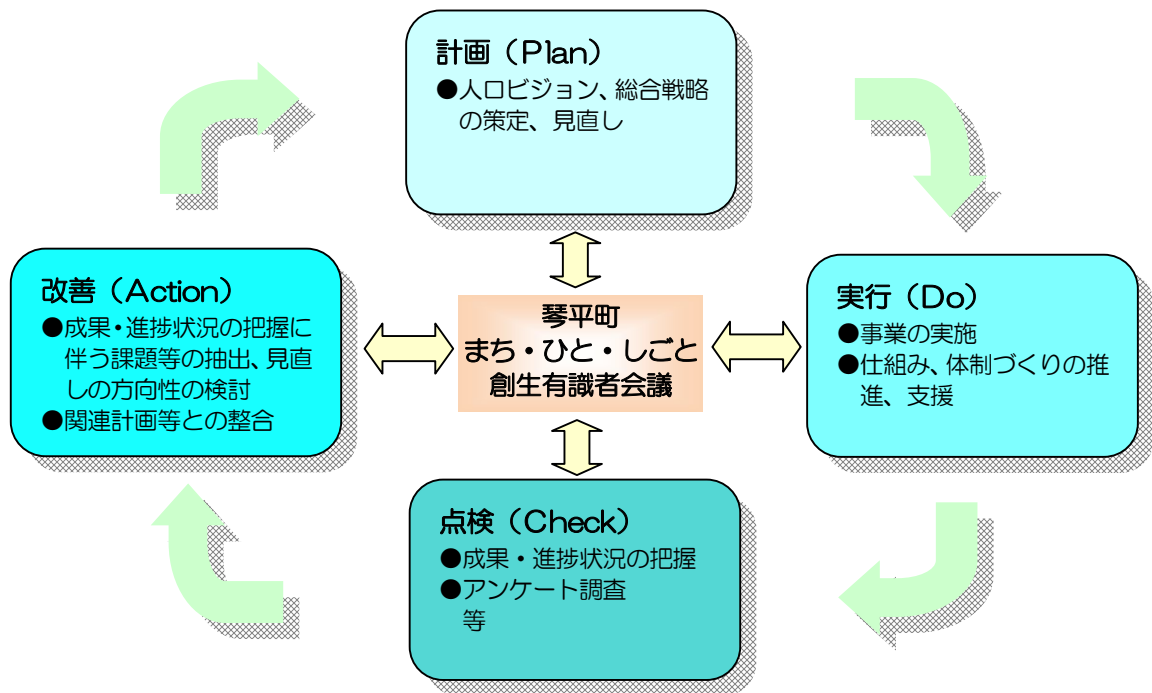 計画（Plan）
●人口ビジョン、総合戦略
の策定、見直し
改善（Action）
●成果・進捗状況の把握に
伴う課題等の抽出、見直
しの方向性の検討
●関連計画等との整合
琴平町
まち・ひと・しごと
創生有識者会議
実行（Do）
●事業の実施
●仕組み、体制づくりの推
進、支援
点検（Check）
●成果・進捗状況の把握
●アンケート調査
等